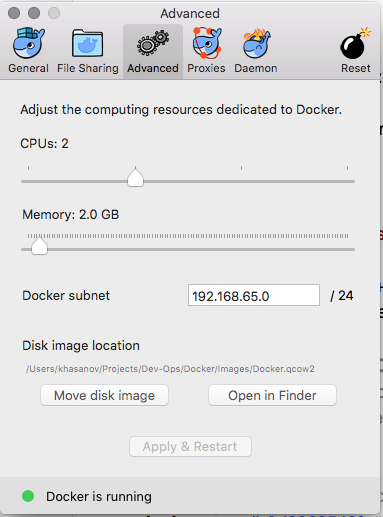 Advanced
General
File Sharing
Advanced
Proxies
Daemon
Reset
Adjust the computing resources dedicated to Docker.
CPUs: 2
Memory: 2.0 GB
Docker subnet
192.168.65.0
/ 24
Disk image location
/Users/khasanov/Projects/Dev-Ops/Docker/Images/Docker.qcow2
Move disk image
Open in Finder
Apply & Restart
Docker is running